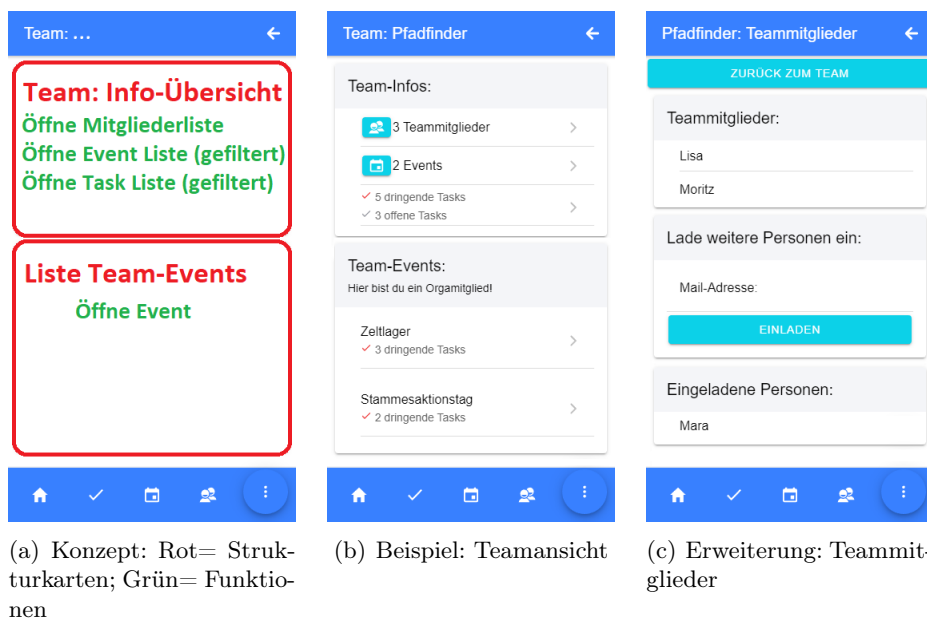 Team: ...
Team: Info-Übersicht
Öffne Mitgliederliste
Öffne Event Liste (gefiltert)
Öffne Task Liste (gefiltert)
Liste Team-Events
Öffne Event
(a) Konzept: Rot= Struk-
turkarten; Grün= Funktio-
nen
Team: Pfadfinder
Team-Infos:
3 Teammitglieder
2 Events
5 dringende Tasks
3 offene Tasks
Team-Events:
Hier bist du ein Orgamitglied!
Zeltlager
3 dringende Tasks
Stammesaktionstag
2 dringende Tasks
(b) Beispiel: Teamansicht
Pfadfinder: Teammitglieder
ZURÜCK ZUM TEAM
Teammitglieder:
Lisa
Moritz
Lade weitere Personen ein:
Mail-Adresse:
EINLADEN
Eingeladene Personen:
Mara
(c) Erweiterung: Teammit-
glieder